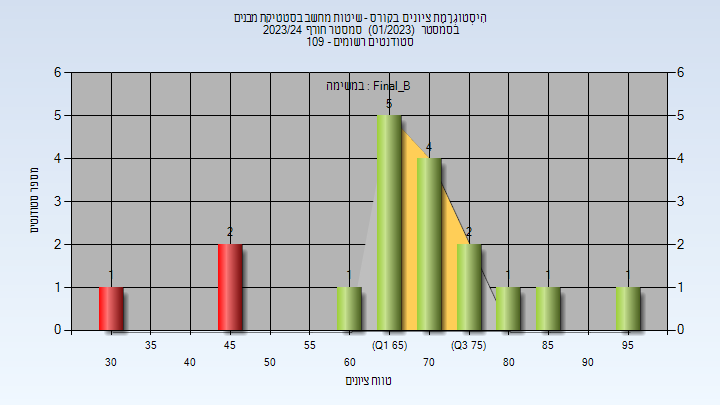 היסטוגרמת ציונים בקורס - שיטות מחשב בסטטיקת מבנים
בסמסטר (01/2023) סמסטר חורף 2023/24
סטודנטים רשומים - 109
במשימה : Final_B
מספר סטודנטים
6 6
5 5
4 4
3 3
2 2
1 1
0 0
1 2 1 5 4 2 1 1 1
35 45 55 (Q1 65) (Q3 75) 85 95
30 40 50 60 70 80 90
טווח ציונים